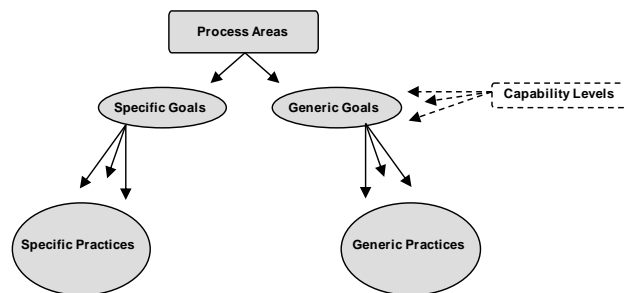 Process Areas
Specific Goals
Generic Goals
Capability Levels
Specific Practices
Generic Practices